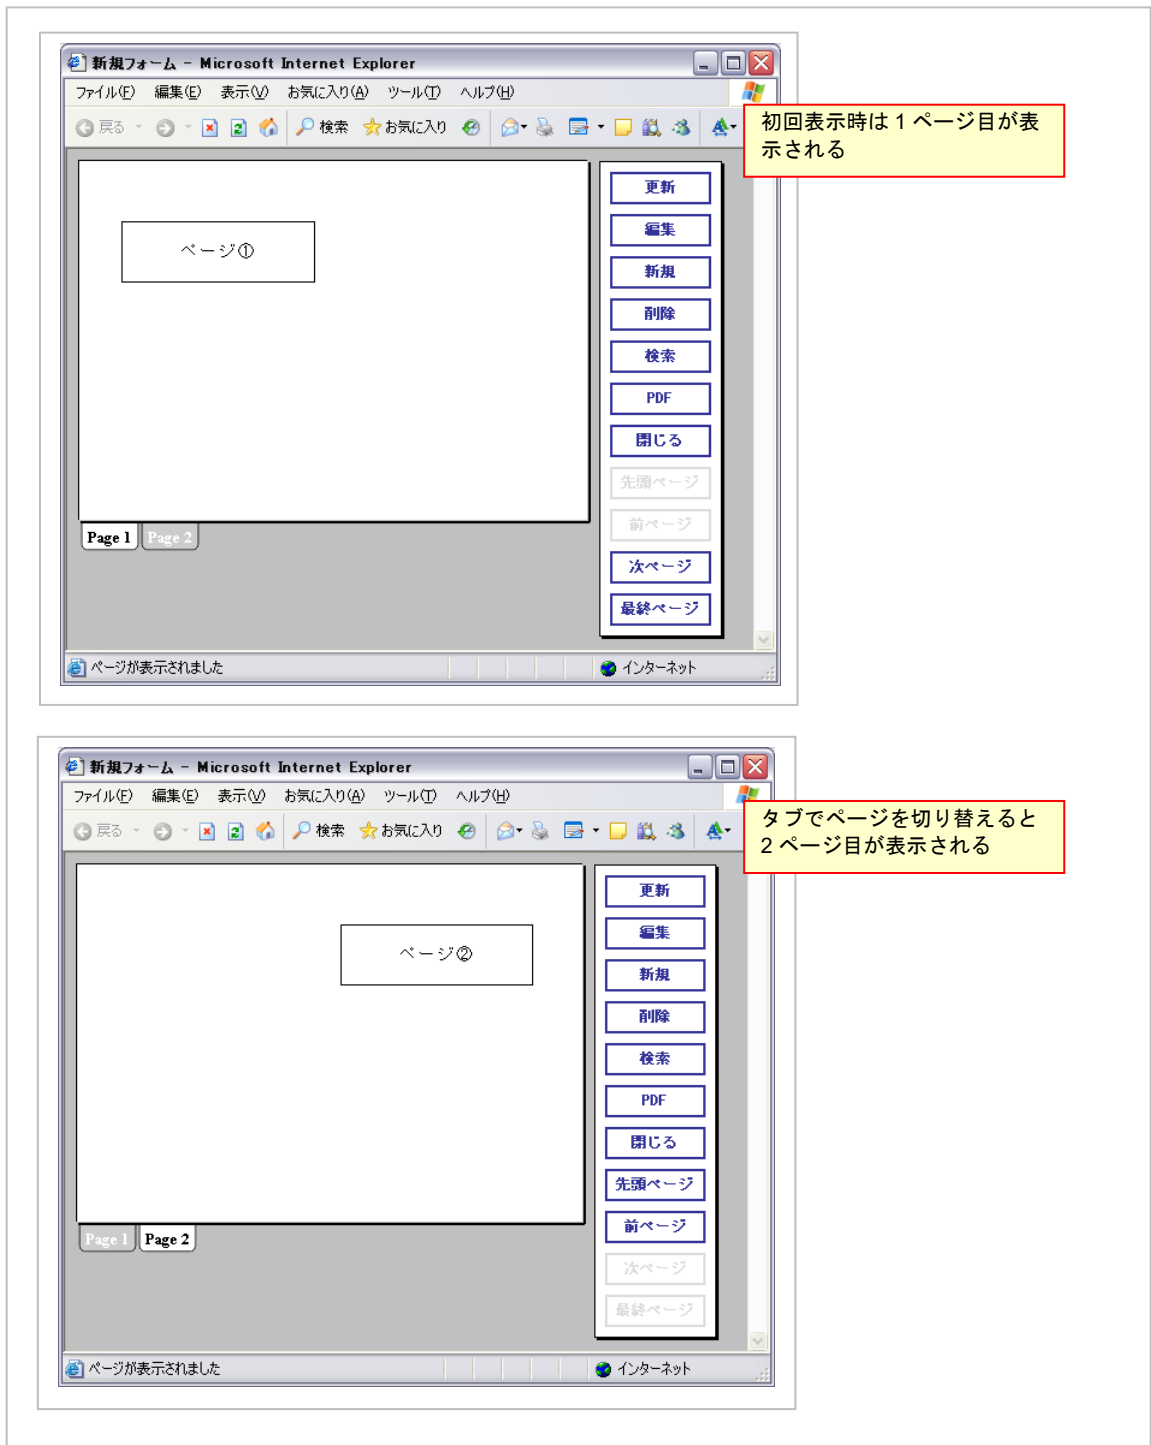 新規フォーム - Microsoft Internet Explorer
ファイル(F) 編集(E) 表示(V) お気に入り(A) ツール(T) ヘルプ(H)
戻る 検索 お気に入り
初回表示時は 1 ページ目が表
示される
ページ①
更新
編集
新規
削除
検索
PDF
閉じる
先頭ページ
前ページ
次ページ
最終ページ
Page 1 Page 2
ページが表示されました インターネット
新規フォーム - Microsoft Internet Explorer
ファイル(F) 編集(E) 表示(V) お気に入り(A) ツール(T) ヘルプ(H)
戻る 検索 お気に入り
タブでページを切り替えると
2 ページ目が表示される
ページ②
更新
編集
新規
削除
検索
PDF
閉じる
先頭ページ
前ページ
次ページ
最終ページ
Page 1 Page 2
ページが表示されました インターネット